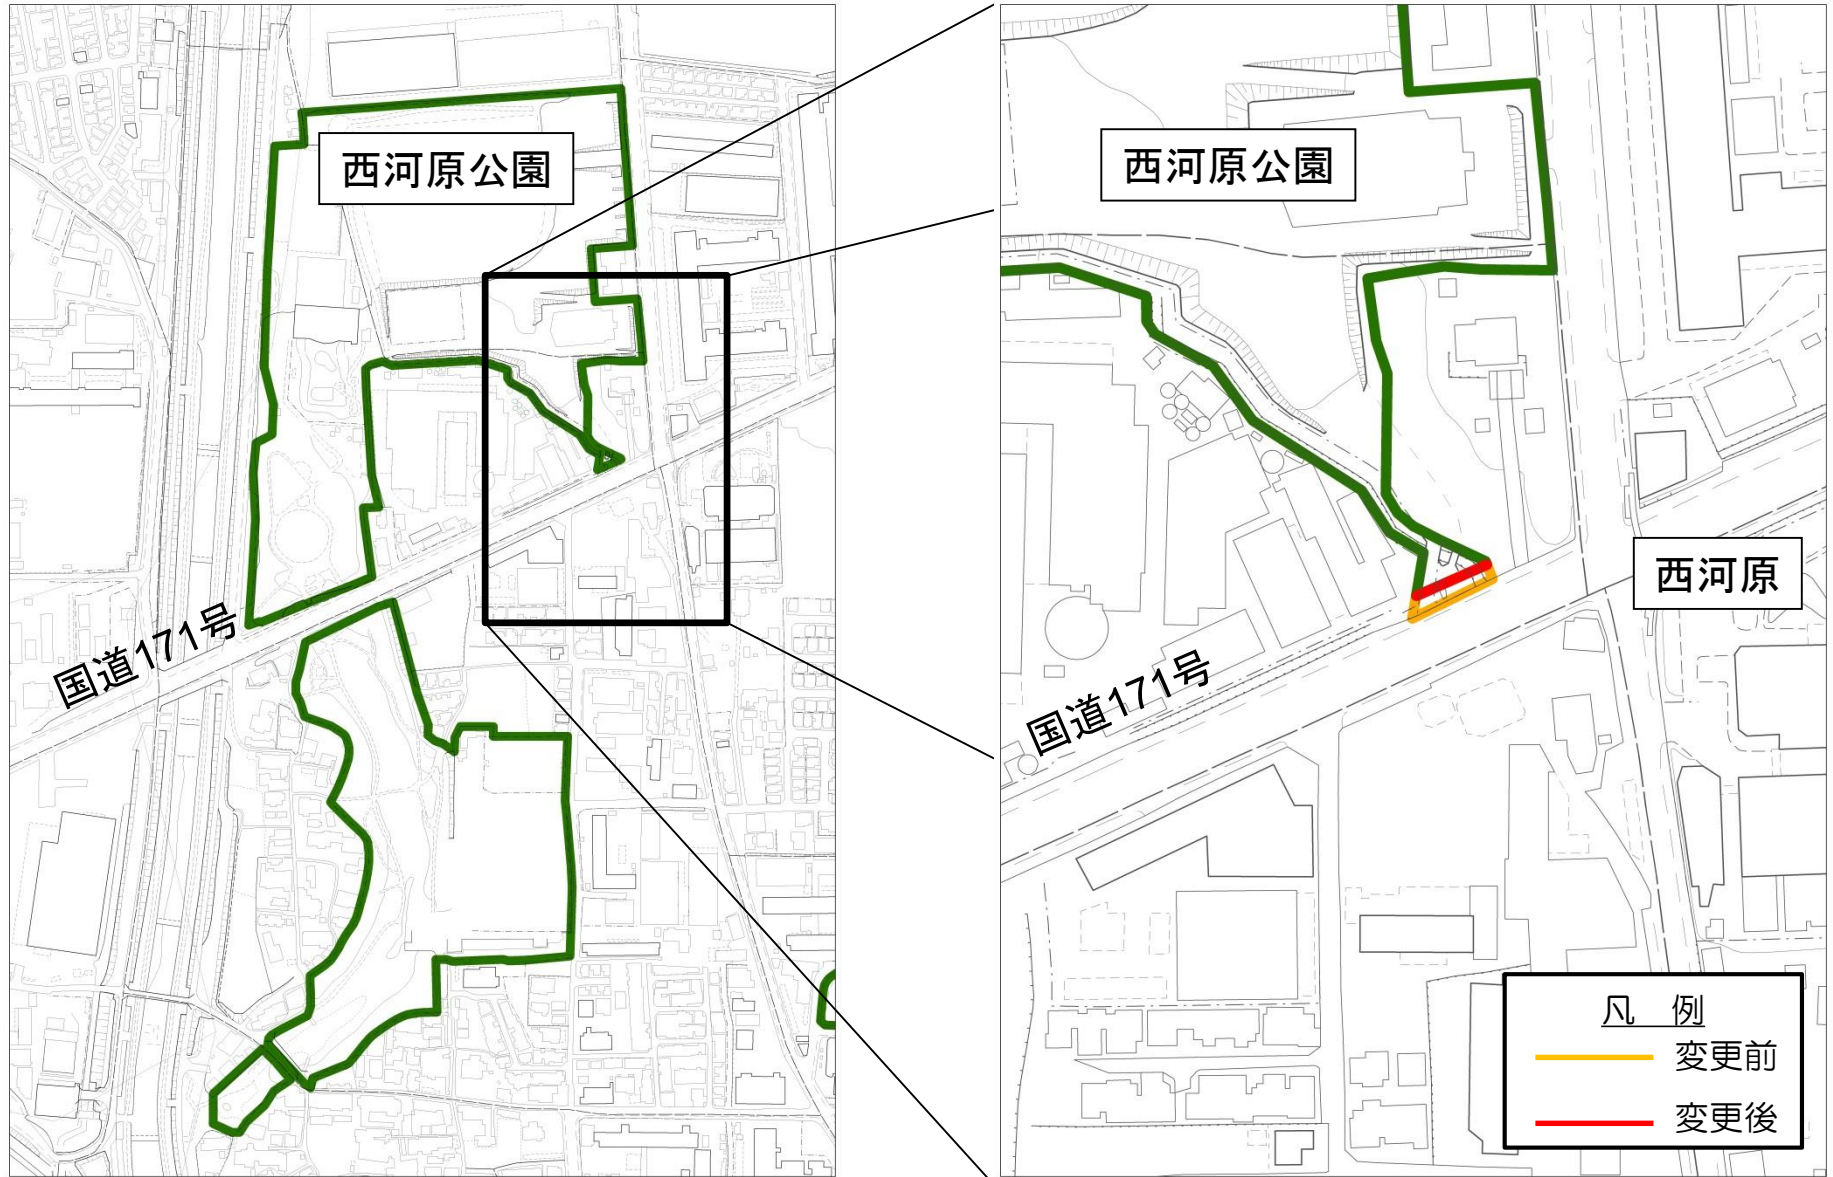 西河原公園
国道171号
西河原公園
西河原
国道171号
凡 例
変更前
変更後